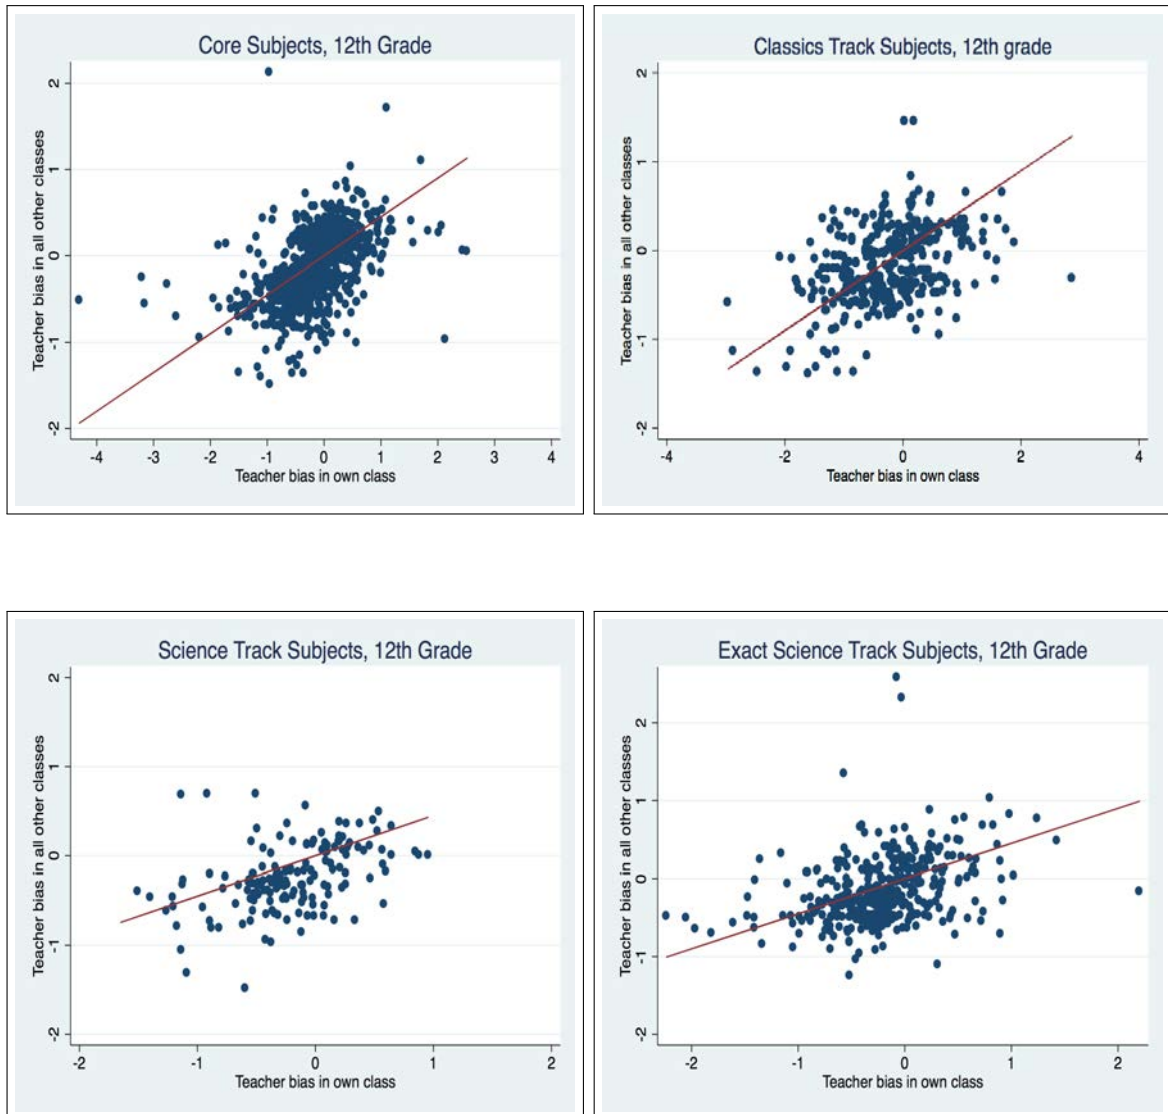 Core Subjects, 12th Grade
Teacher bias in all other classes
2
1
0
-1
-2
-4 -3 -2 -1 0 1 2 3 4
Teacher bias in own class
Classics Track Subjects, 12th grade
Teacher bias in all other classes
2
1
0
-1
-2
-4 -2 0 2 4
Teacher bias in own class
Science Track Subjects, 12th Grade
Teacher bias in all other classes
2
1
0
-1
-2
-2 -1 0 1 2
Teacher bias in own class
Exact Science Track Subjects, 12th Grade
Teacher bias in all other classes
2
1
0
-1
-2
-2 -1 0 1 2
Teacher bias in own class